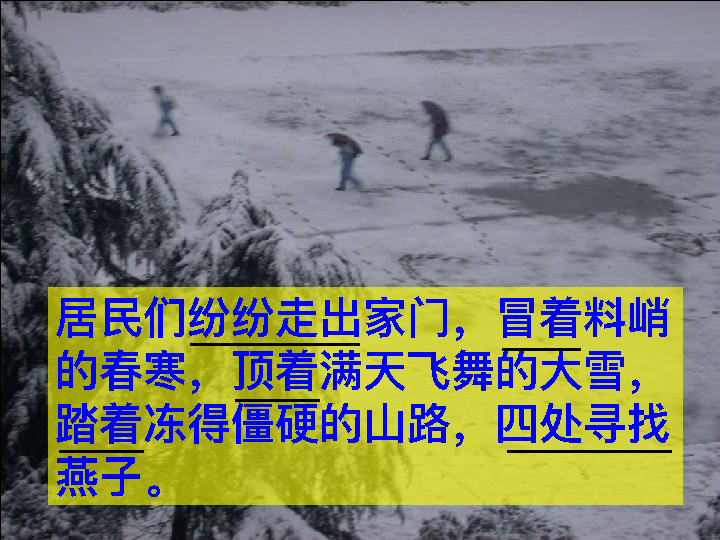 居民们纷纷走出家门，冒着料峭
的春寒，顶着满天飞舞的大雪，
踏着冻得僵硬的山路，四处寻找
燕子。